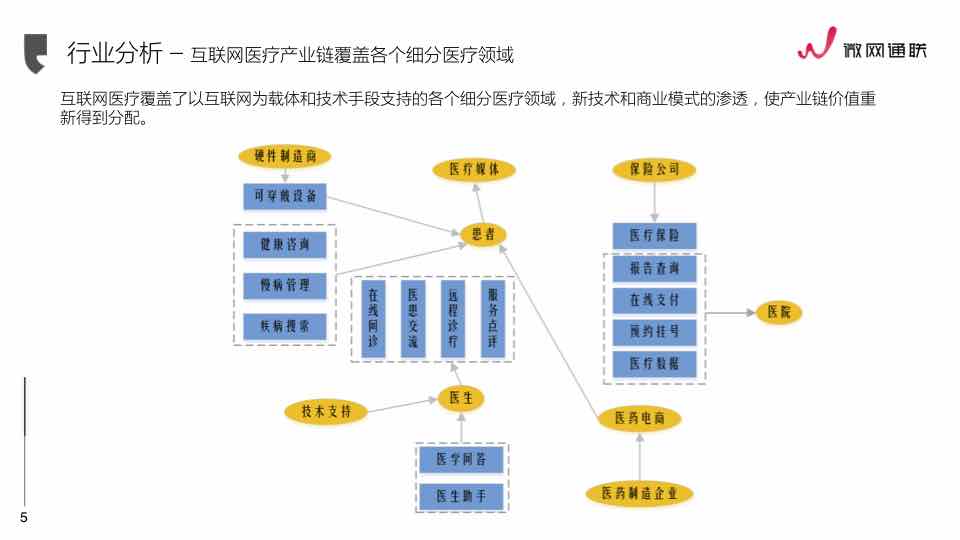 行业分析 – 互联网医疗产业链覆盖各个细分医疗领域
微网通联
互联网医疗覆盖了以互联网为载体和技术手段支持的各个细分医疗领域，新技术和商业模式的渗透，使产业链价值重
新得到分配。
硬件制造商
医疗媒体
保险公司
可穿戴设备
患者
医疗保险
健康咨询
慢病管理
疾病搜索
报告查询
在线支付
预约挂号
医疗数据
医院
在线问诊
医患交流
远程诊疗
服务点评
技术支持
医生
医药电商
医学问答
医生助手
医药制造企业
5